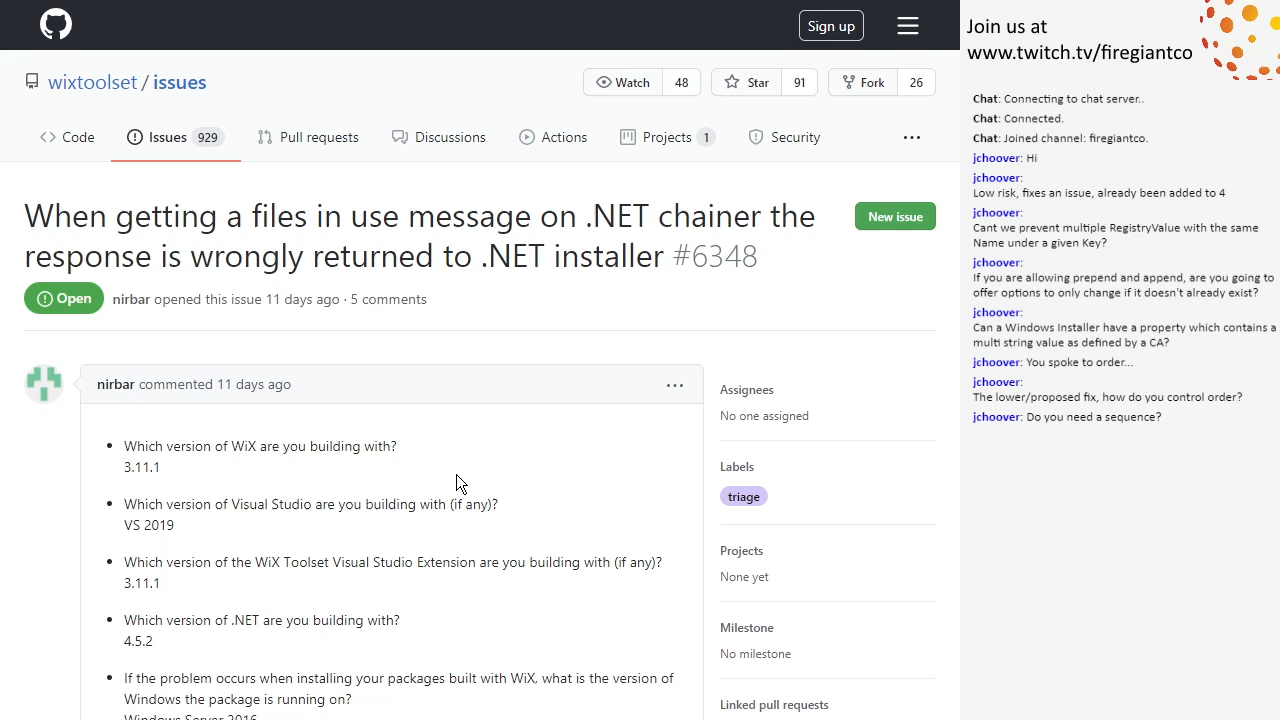 Sign up
wixtoolset / issues
Watch 48
Star 91
Fork 26
Code
Issues 929
Pull requests
Discussions
Actions
Projects 1
Security
When getting a files in use message on .NET chainer the
response is wrongly returned to .NET installer #6348
New issue
Open
nirbar opened this issue 11 days ago · 5 comments
nirbar commented 11 days ago
Which version of WiX are you building with?
3.11.1
Which version of Visual Studio are you building with (if any)?
VS 2019
Which version of the WiX Toolset Visual Studio Extension are you building with (if any)?
3.11.1
Which version of .NET are you building with?
4.5.2
If the problem occurs when installing your packages built with WiX, what is the version of
Windows the package is running on?
Windows Server 2016
Assignees
No one assigned
Labels
triage
Projects
None yet
Milestone
No milestone
Linked pull requests
Join us at
www.twitch.tv/firegiantco
Chat: Connecting to chat server..
Chat: Connected.
Chat: Joined channel: firegiantco.
jchoover: Hi
jchoover:
Low risk, fixes an issue, already been added to 4
jchoover:
Cant we prevent multiple RegistryValue with the same
Name under a given Key?
jchoover:
If you are allowing prepend and append, are you going to
offer options to only change if it doesn't already exist?
jchoover:
Can a Windows Installer have a property which contains a
multi string value as defined by a CA?
jchoover: You spoke to order...
jchoover:
The lower/proposed fix, how do you control order?
jchoover: Do you need a sequence?